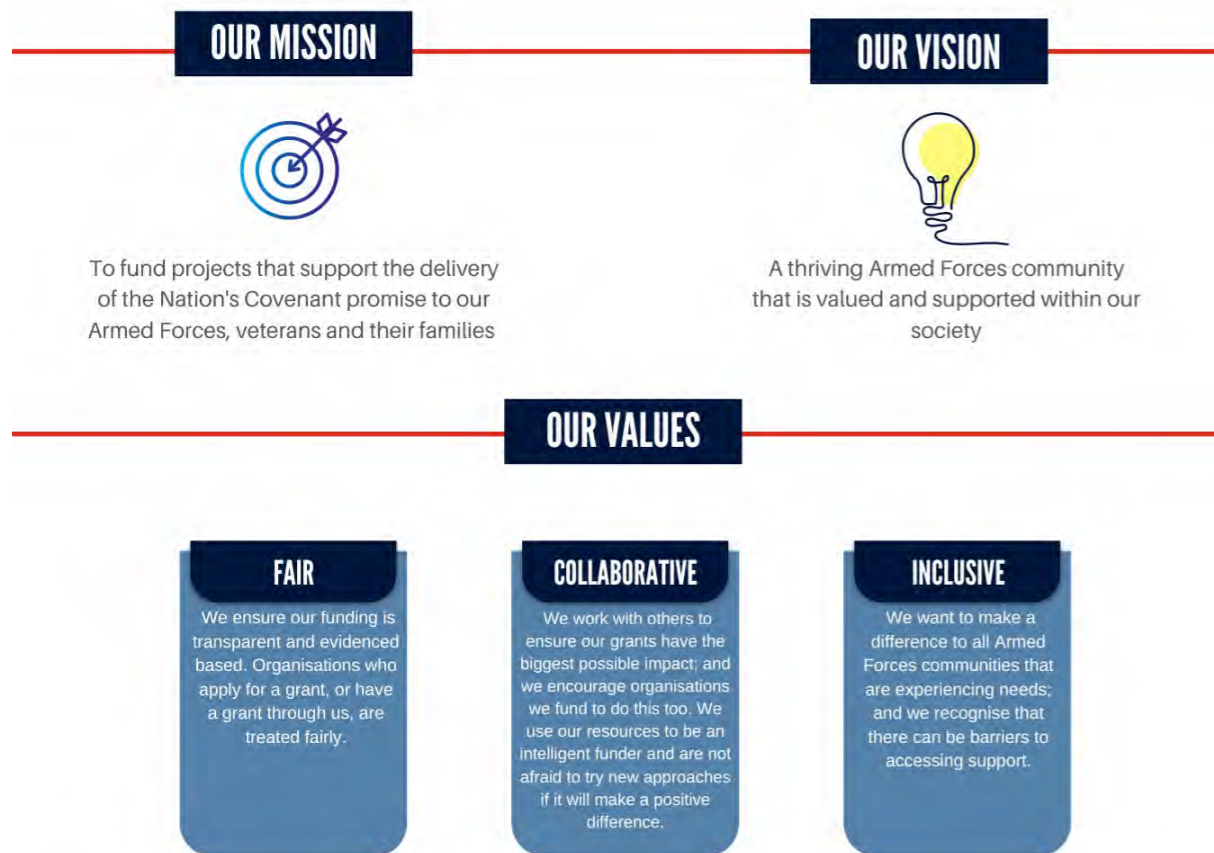 OUR MISSION
To fund projects that support the delivery
of the Nation's Covenant promise to our
Armed Forces, veterans and their families
OUR VISION
A thriving Armed Forces community
that is valued and supported within our
society
OUR VALUES
FAIR
We ensure our funding is
transparent and evidenced
based. Organisations who
apply for a grant, or have
a grant through us, are
treated fairly.
COLLABORATIVE
We work with others to
ensure our grants have the
biggest possible impact; and
we encourage organisations
we fund to do this too. We
use our resources to be an
intelligent funder and are not
afraid to try new approaches
if it will make a positive
difference.
INCLUSIVE
We want to make a
difference to all Armed
Forces communities that
are experiencing needs;
and we recognise that
there can be barriers to
accessing support.